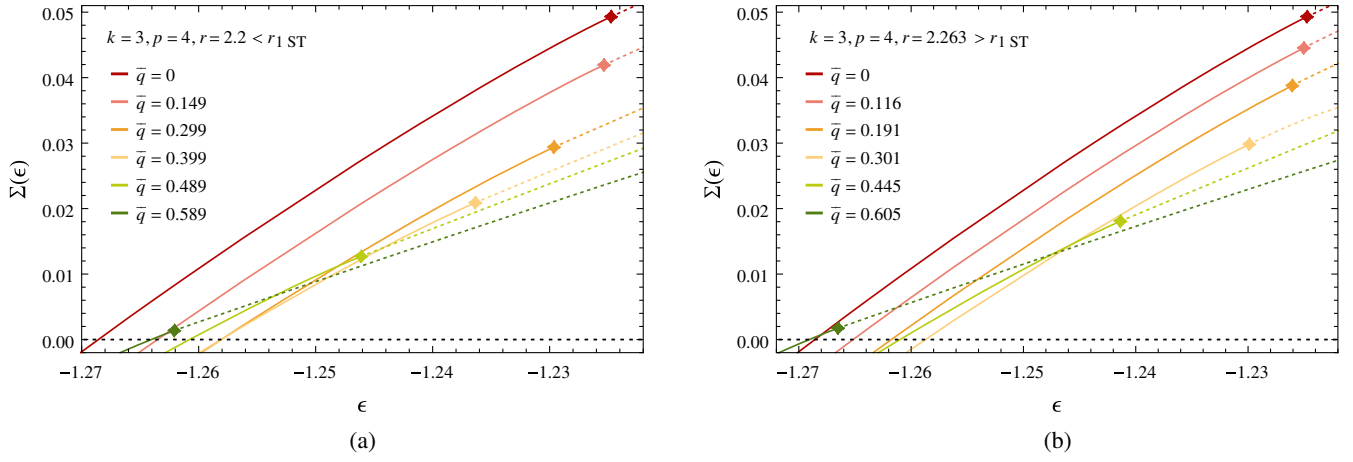 k = 3, p = 4, r = 2.2 < r₁ ST
q̄ = 0
q̄ = 0.149
q̄ = 0.299
q̄ = 0.399
q̄ = 0.489
q̄ = 0.589
Σ(ϵ)
0.05
0.04
0.03
0.02
0.01
0.00
−1.27
−1.26
−1.25
−1.24
−1.23
ϵ
(a)
k = 3, p = 4, r = 2.263 > r₁ ST
q̄ = 0
q̄ = 0.116
q̄ = 0.191
q̄ = 0.301
q̄ = 0.445
q̄ = 0.605
Σ(ϵ)
0.05
0.04
0.03
0.02
0.01
0.00
−1.27
−1.26
−1.25
−1.24
−1.23
ϵ
(b)